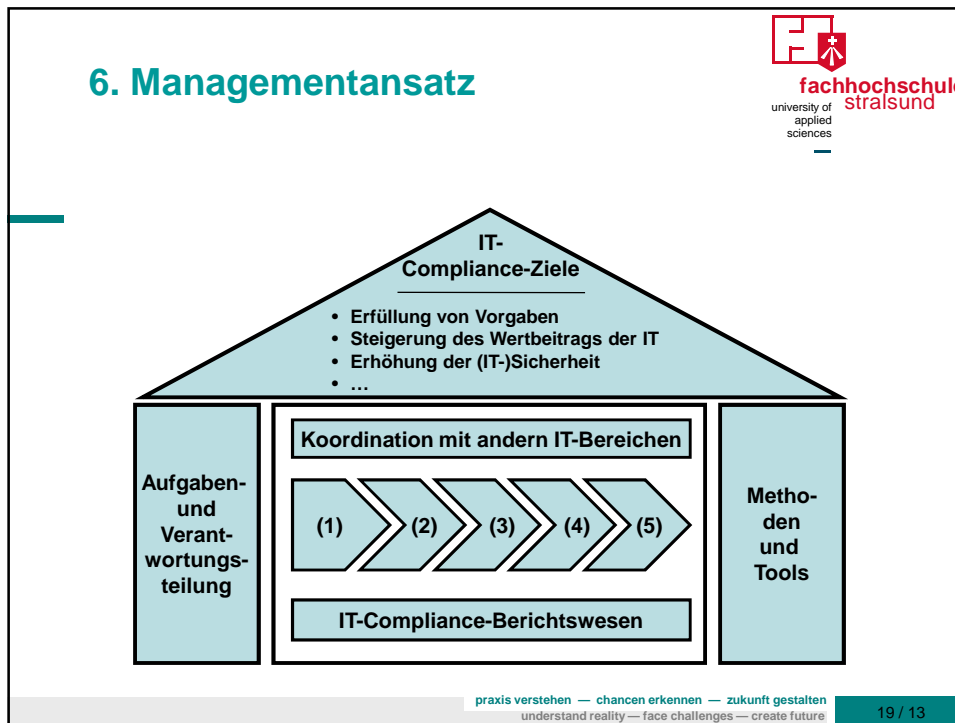 6. Managementansatz
fachhochschule
stralsund
university of
applied
sciences
IT-
Compliance-Ziele
• Erfüllung von Vorgaben
• Steigerung des Wertbeitrags der IT
• Erhöhung der (IT-)Sicherheit
• …
Aufgaben-
und
Verant-
wortungs-
teilung
Koordination mit andern IT-Bereichen
(1) (2) (3) (4) (5)
IT-Compliance-Berichtswesen
Metho-
den
und
Tools
praxis verstehen — chancen erkennen — zukunft gestalten
understand reality — face challenges — create future
19 / 13